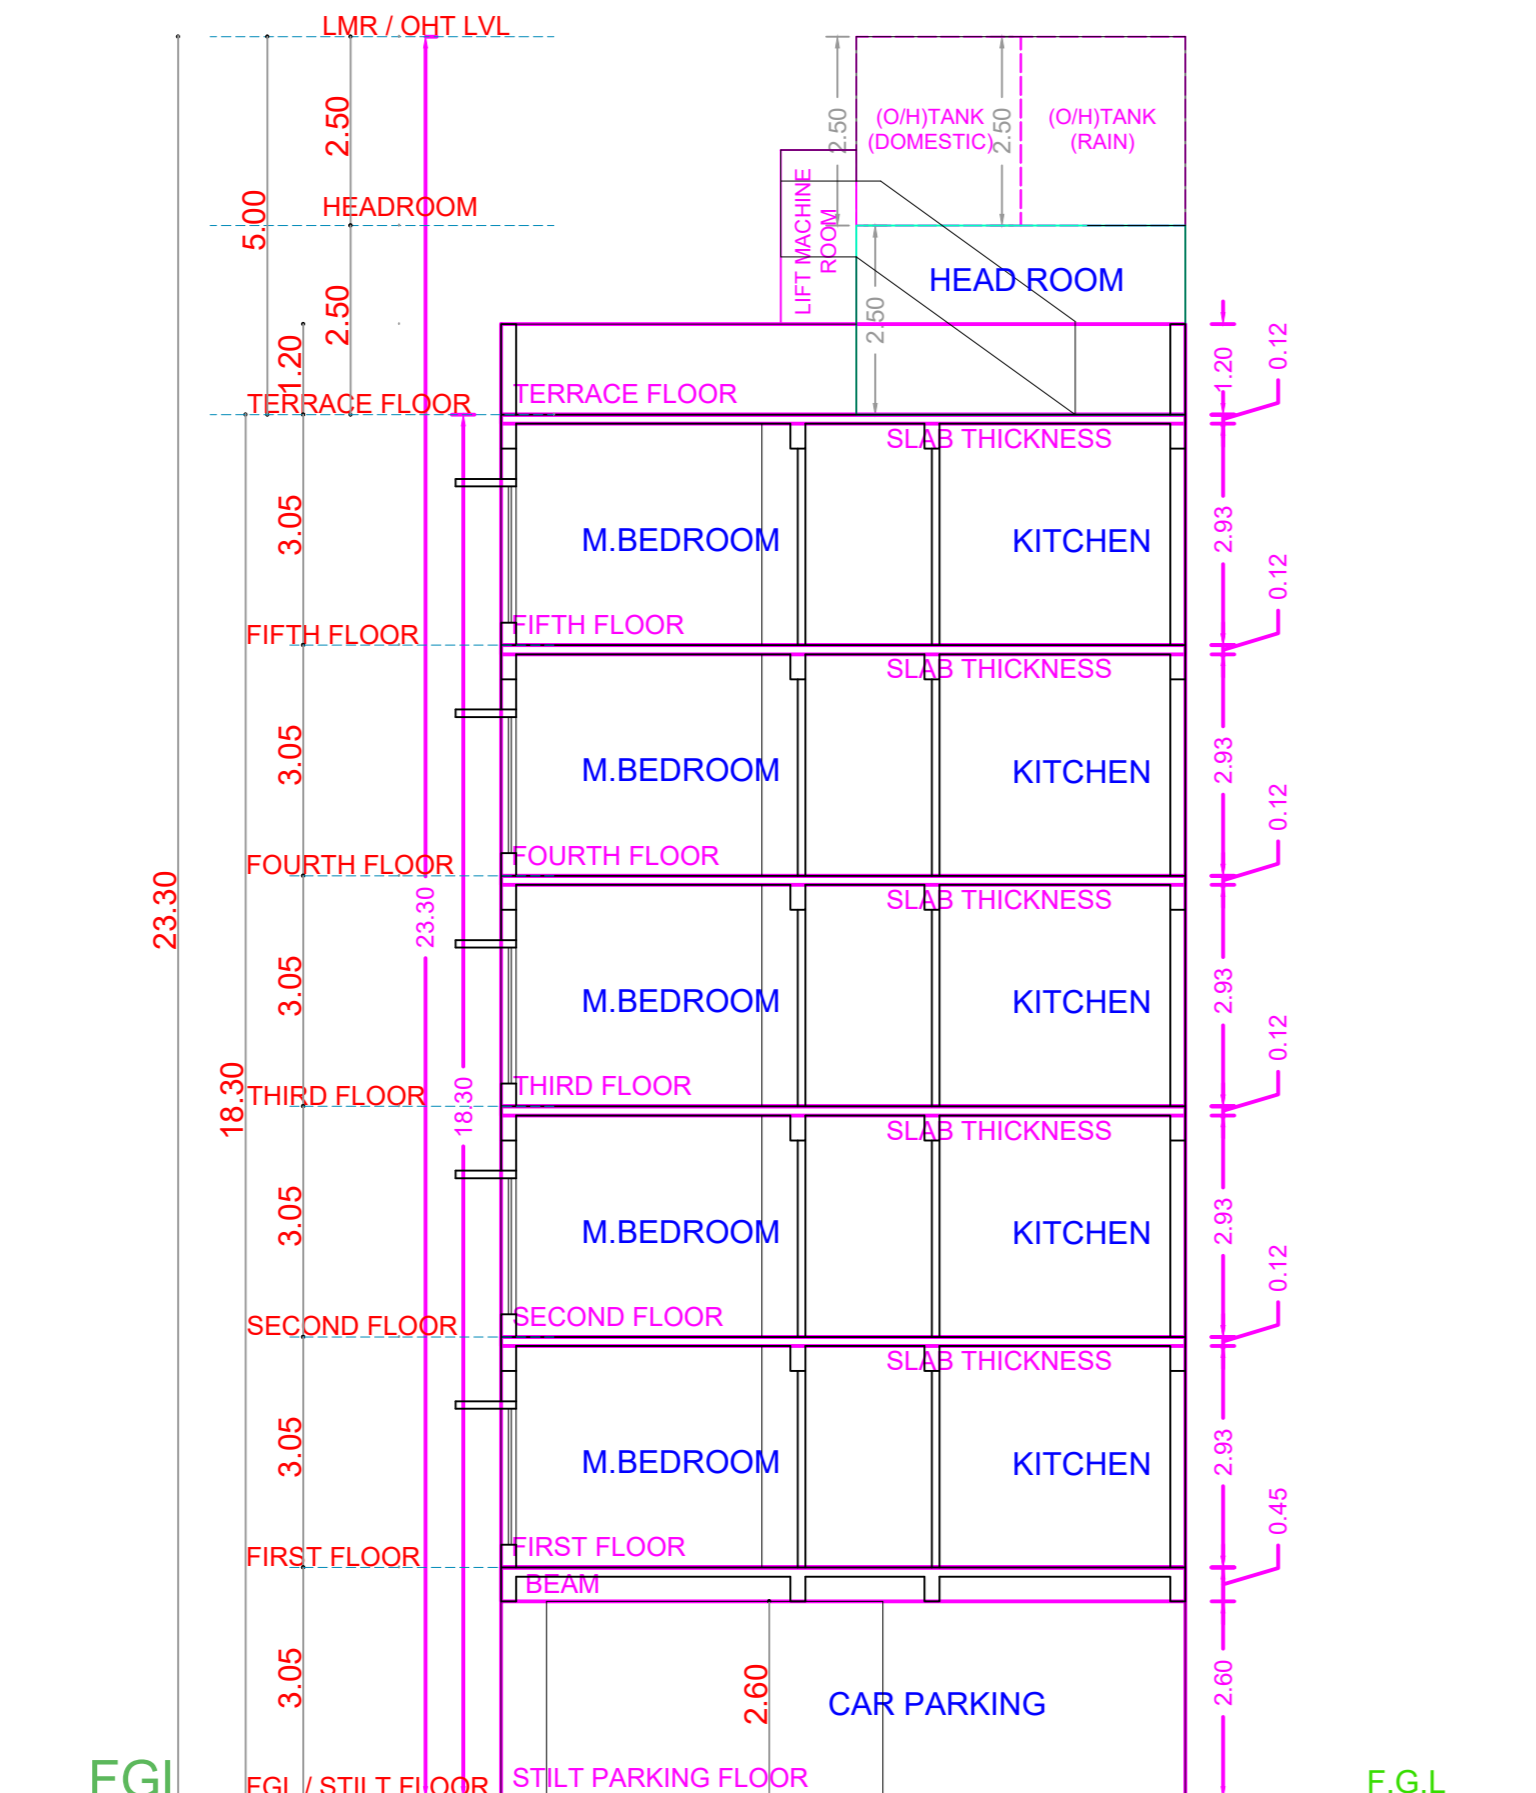 LMR / OHT LVL
2.50
5.00
HEADROOM
2.50
1.20
TERRACE FLOOR
2.50
(O/H)TANK
(DOMESTIC)
2.50
(O/H)TANK
(RAIN)
LIFT MACHINE
ROOM
HEAD ROOM
2.50
TERRACE FLOOR
1.20
0.12
SLAB THICKNESS
3.05
M.BEDROOM
KITCHEN
2.93
0.12
FIFTH FLOOR
FIFTH FLOOR
SLAB THICKNESS
3.05
M.BEDROOM
KITCHEN
2.93
0.12
FOURTH FLOOR
FOURTH FLOOR
SLAB THICKNESS
23.30
23.30
3.05
M.BEDROOM
KITCHEN
2.93
0.12
18.30
THIRD FLOOR
18.30
THIRD FLOOR
SLAB THICKNESS
3.05
M.BEDROOM
KITCHEN
2.93
0.12
SECOND FLOOR
SECOND FLOOR
SLAB THICKNESS
3.05
M.BEDROOM
KITCHEN
2.93
0.45
FIRST FLOOR
FIRST FLOOR
BEAM
3.05
2.60
CAR PARKING
2.60
FGL
FGL / STILT FLOOR
STILT PARKING FLOOR
F.G.L